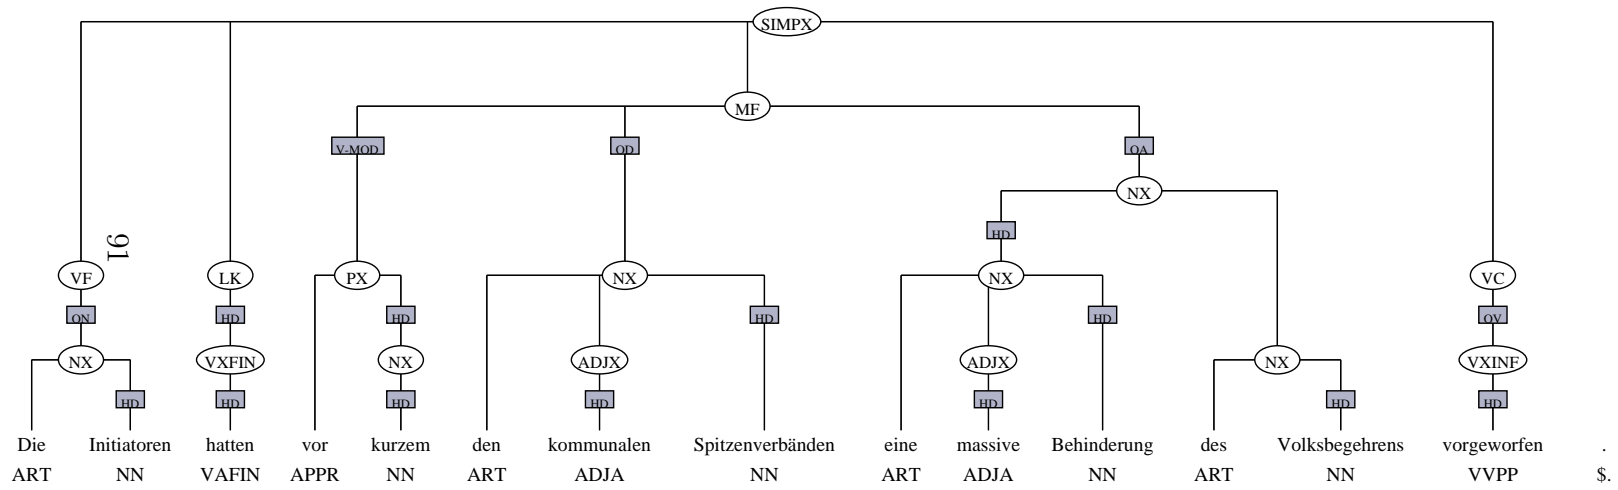 SIMPX
MF
V-MOD OD OA
NX
HD
91
VF LK PX NX NX VC
ON HD HD HD HD OV
NX VXFIN NX ADJX ADJX NX VXINF
HD HD HD HD HD HD HD
Die Initiatoren hatten vor kurzem den kommunalen Spitzenverbänden eine massive Behinderung des Volksbegehrens vorgeworfen .
ART NN VAFIN APPR NN ART ADJA NN ART ADJA NN ART NN VVPP $.